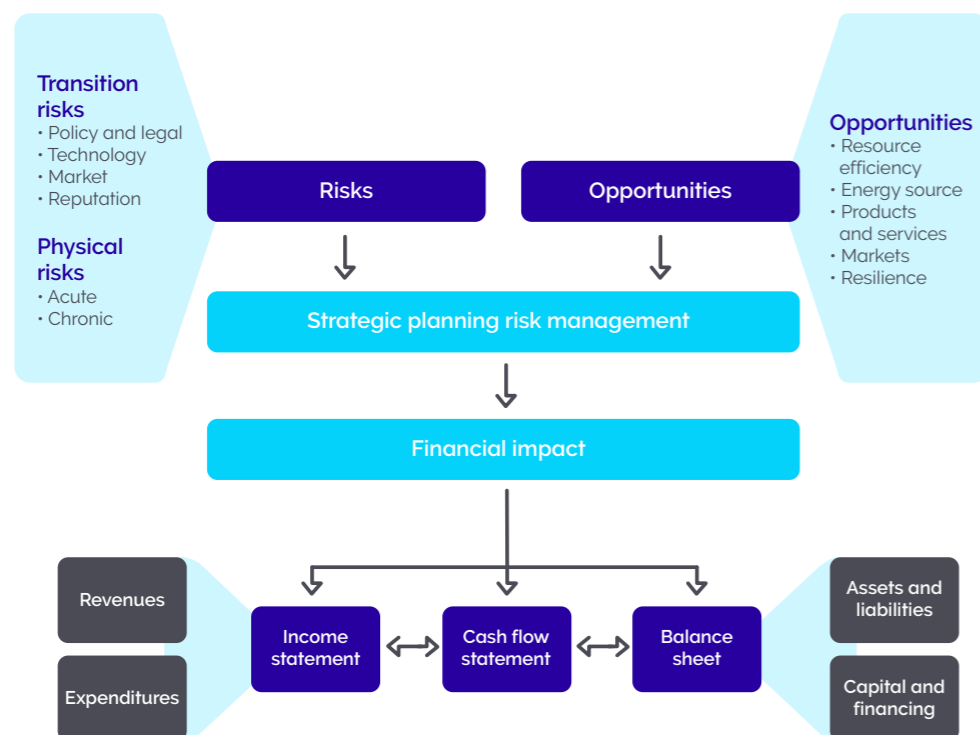 Transition
risks
· Policy and legal
· Technology
· Market
· Reputation
Physical
risks
· Acute
· Chronic
Risks
Opportunities
Opportunities
· Resource
efficiency
· Energy source
· Products
and services
· Markets
· Resilience
Strategic planning risk management
Financial impact
Revenues
Expenditures
Income
statement
Cash flow
statement
Balance
sheet
Assets and
liabilities
Capital and
financing